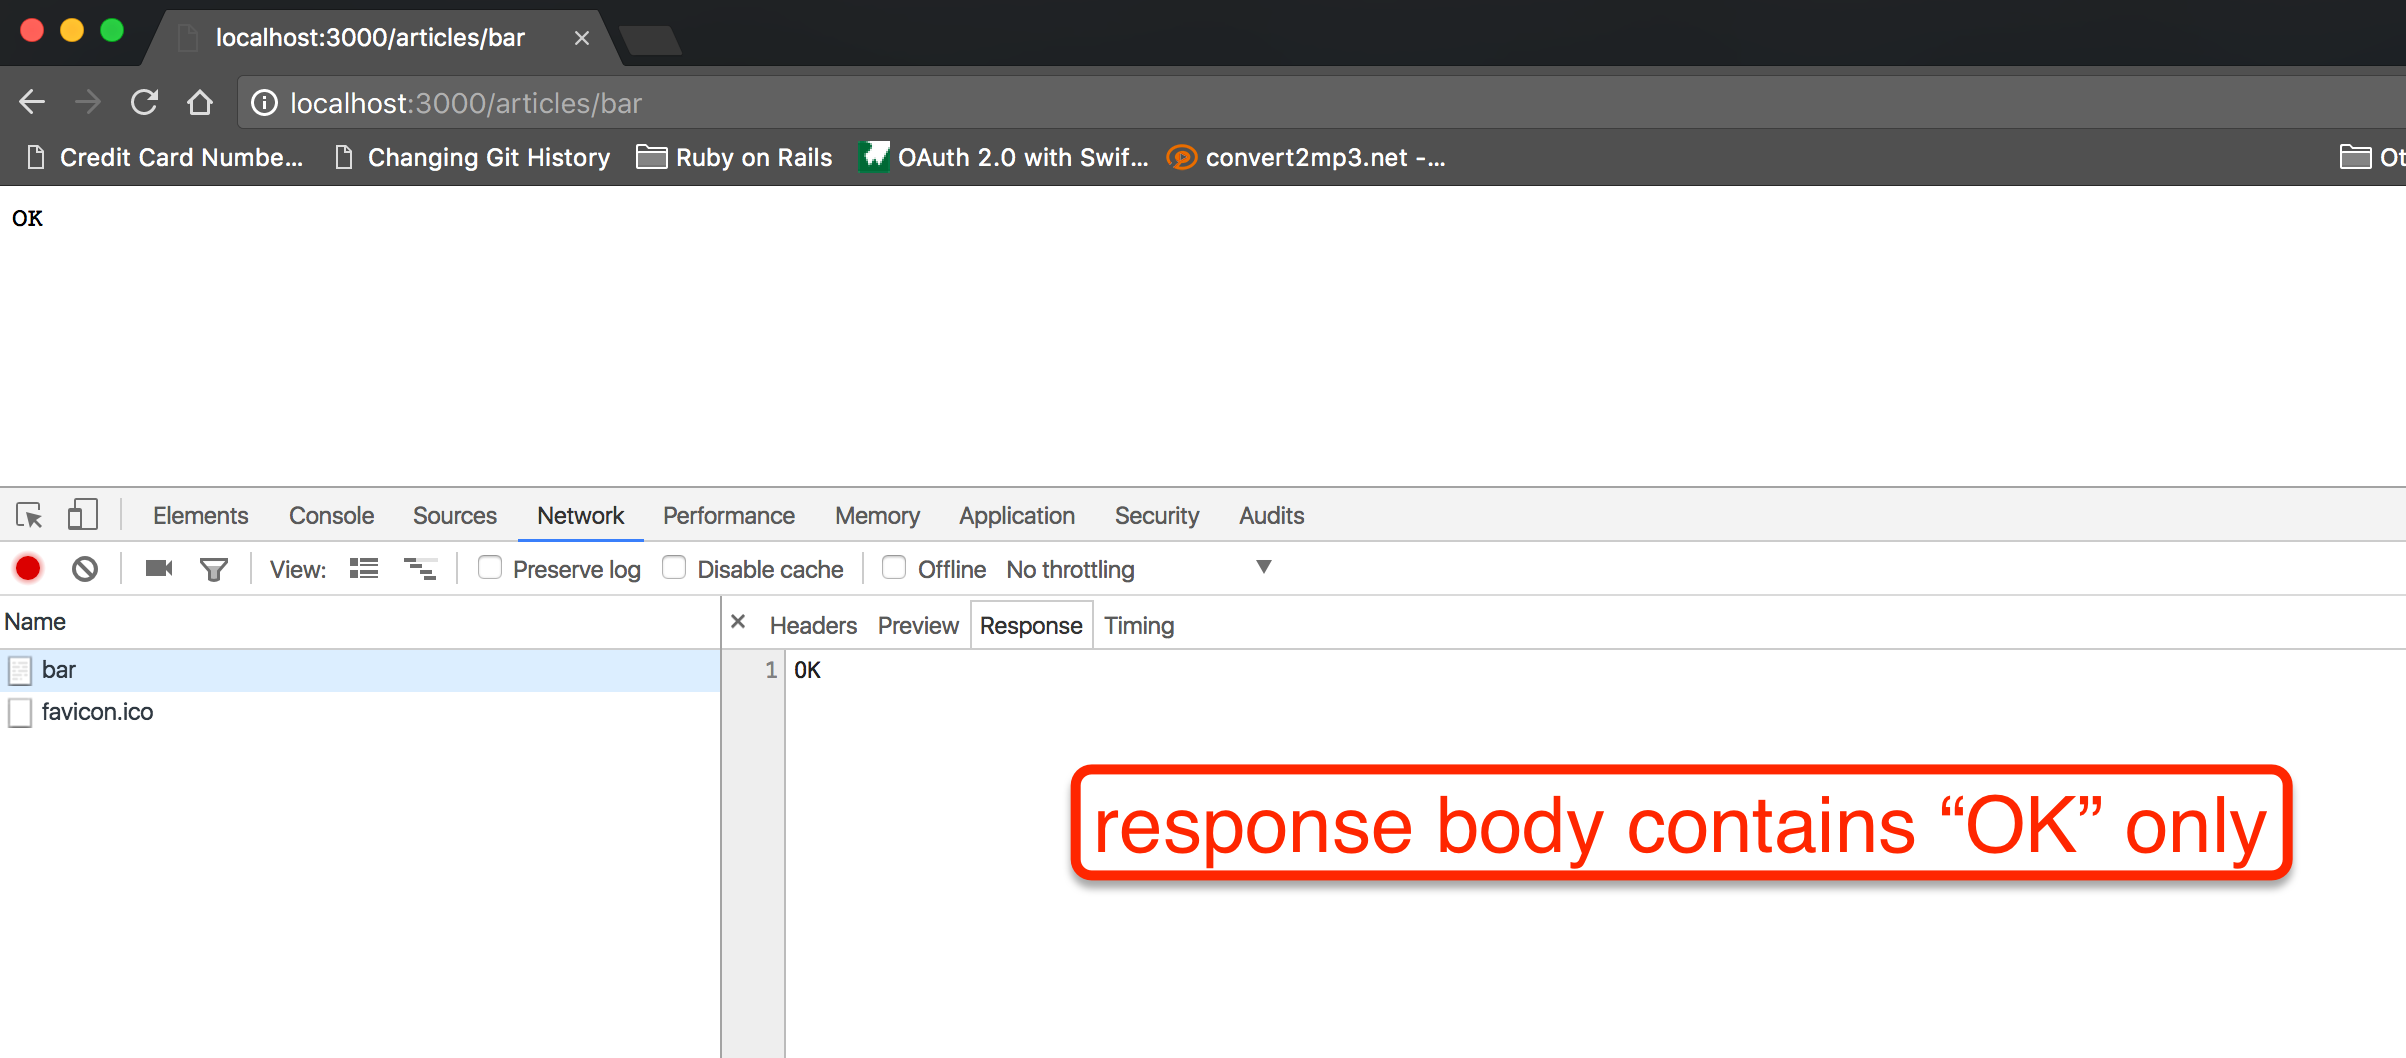 localhost:3000/articles/bar
localhost:3000/articles/bar
Credit Card Numbe... Changing Git History Ruby on Rails OAuth 2.0 with Swif... convert2mp3.net -...
OK
Elements Console Sources Network Performance Memory Application Security Audits
View: Preserve log Disable cache Offline No throttling
Name
Headers Preview Response Timing
bar
1 OK
favicon.ico
response body contains “OK” only